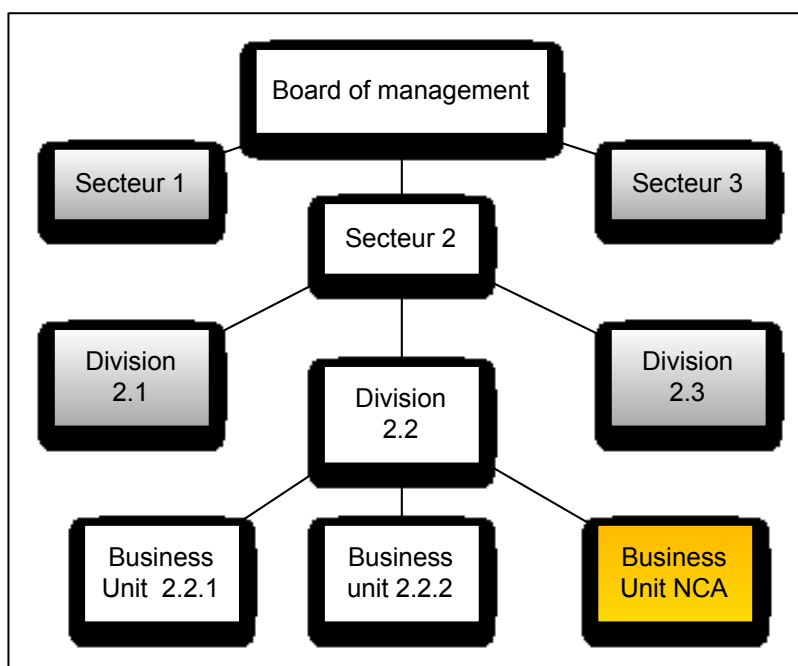 Board of management
Secteur 1
Secteur 3
Secteur 2
Division
2.1
Division
2.3
Division
2.2
Business
Unit 2.2.1
Business
unit 2.2.2
Business
Unit NCA